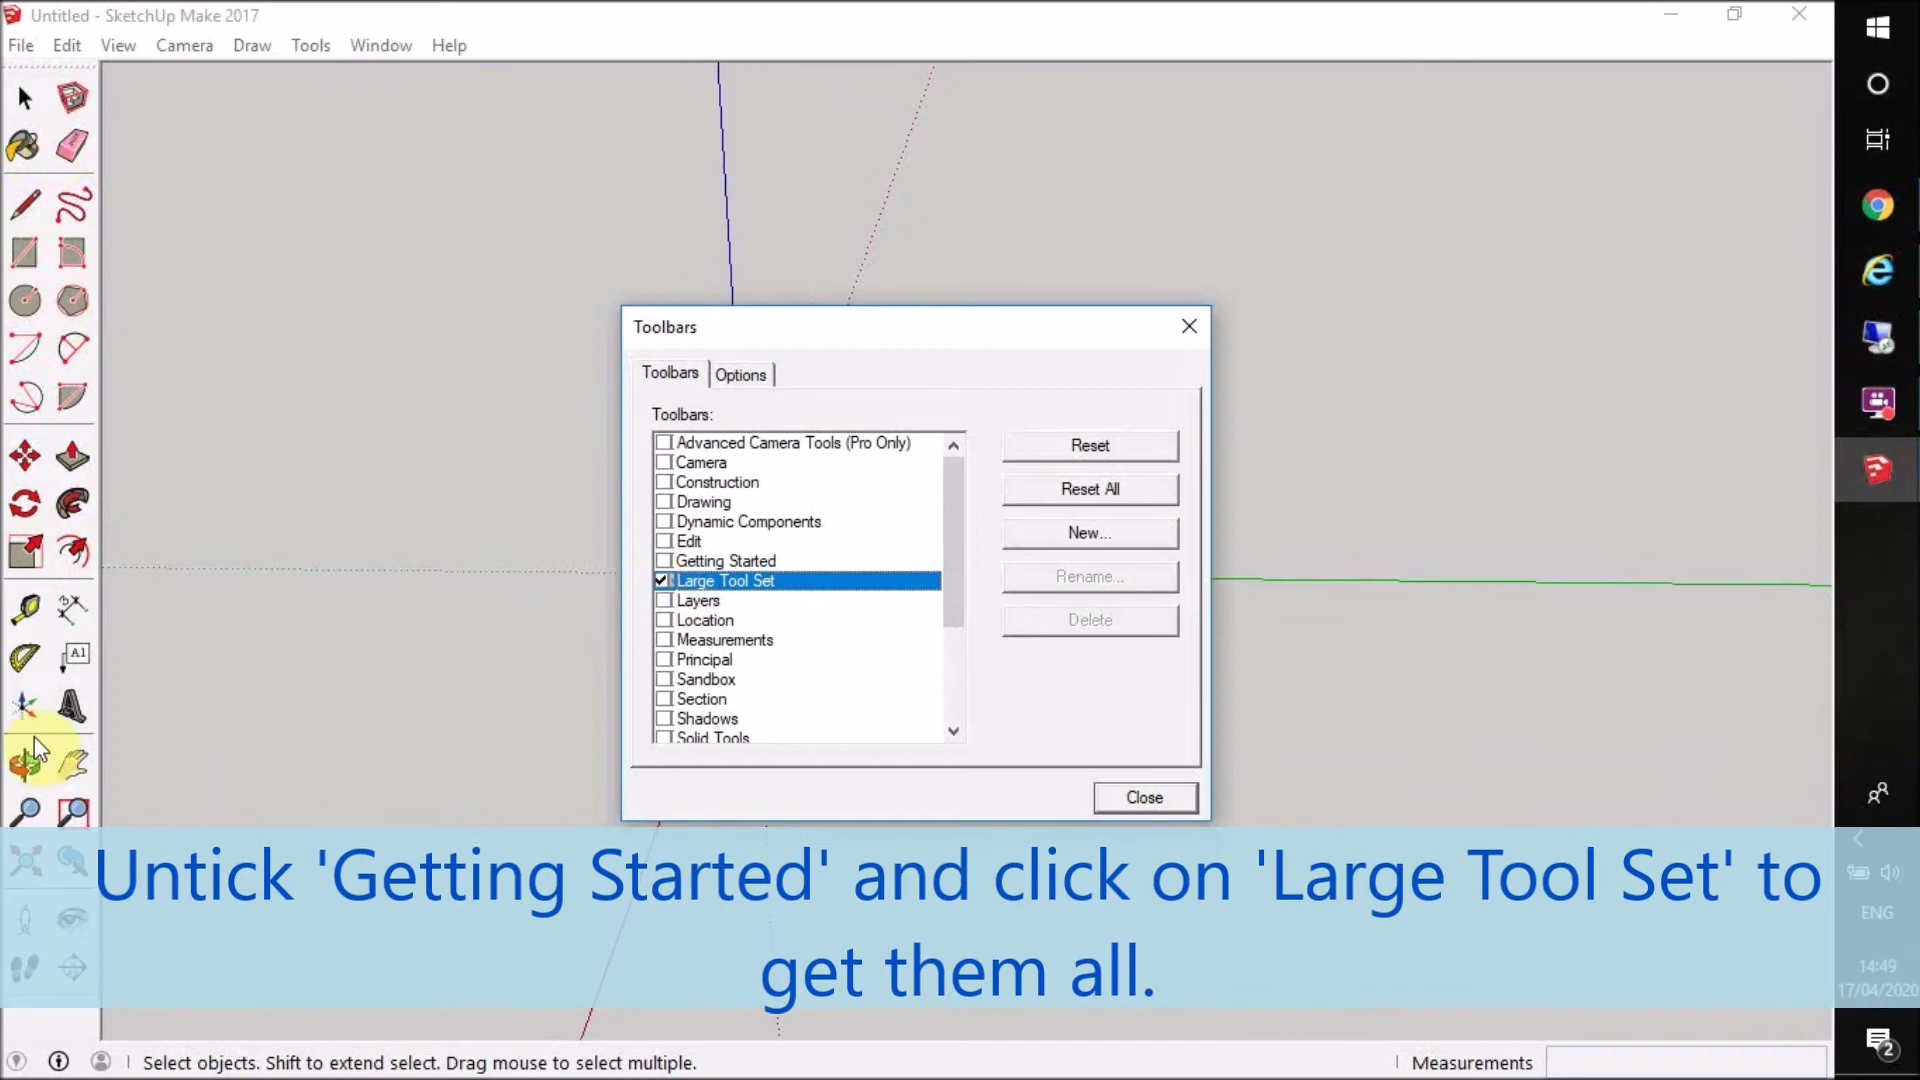 Untitled - SketchUp Make 2017
File Edit View Camera Draw Tools Window Help
Toolbars
Toolbars Options
Toolbars:
Advanced Camera Tools (Pro Only)
Camera
Construction
Drawing
Dynamic Components
Edit
Getting Started
Large Tool Set
Layers
Location
Measurements
Principal
Sandbox
Section
Shadows
Solid Tools
Reset
Reset All
New...
Rename...
Delete
Close
A1
Untick 'Getting Started' and click on 'Large Tool Set' to
get them all.
ENG
14:49
17/04/2020
2
Select objects. Shift to extend select. Drag mouse to select multiple.
Measurements